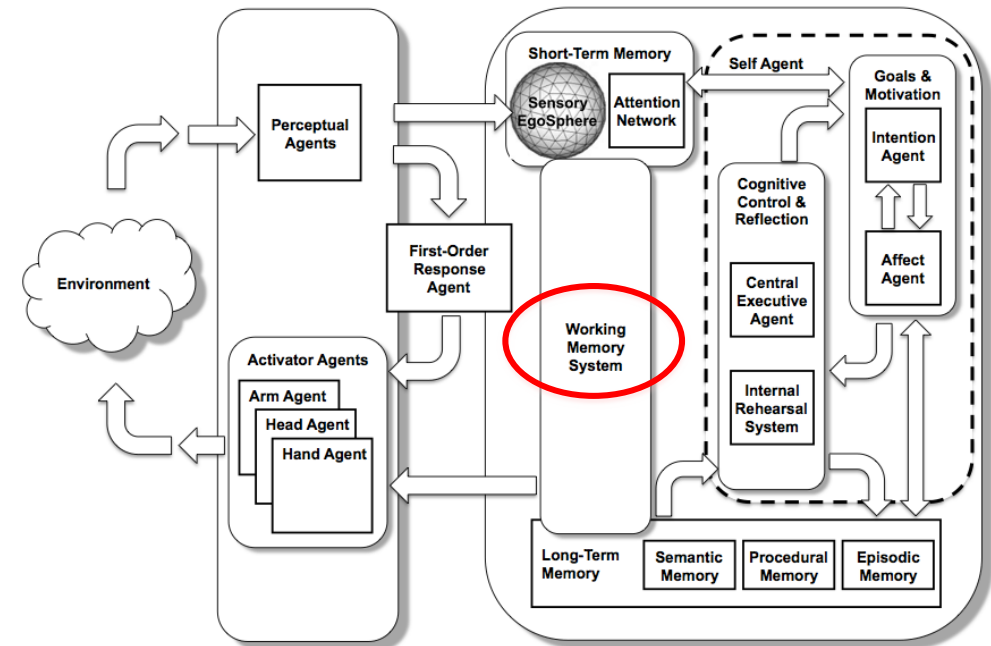 Short-Term Memory
Sensory
EgoSphere
Attention
Network
Self Agent
Goals &
Motivation
Intention
Agent
Affect
Agent
Perceptual
Agents
Cognitive
Control &
Reflection
Central
Executive
Agent
Internal
Rehearsal
System
First-Order
Response
Agent
Environment
Working
Memory
System
Activator Agents
Arm Agent
Head Agent
Hand Agent
Long-Term
Memory
Semantic
Memory
Procedural
Memory
Episodic
Memory